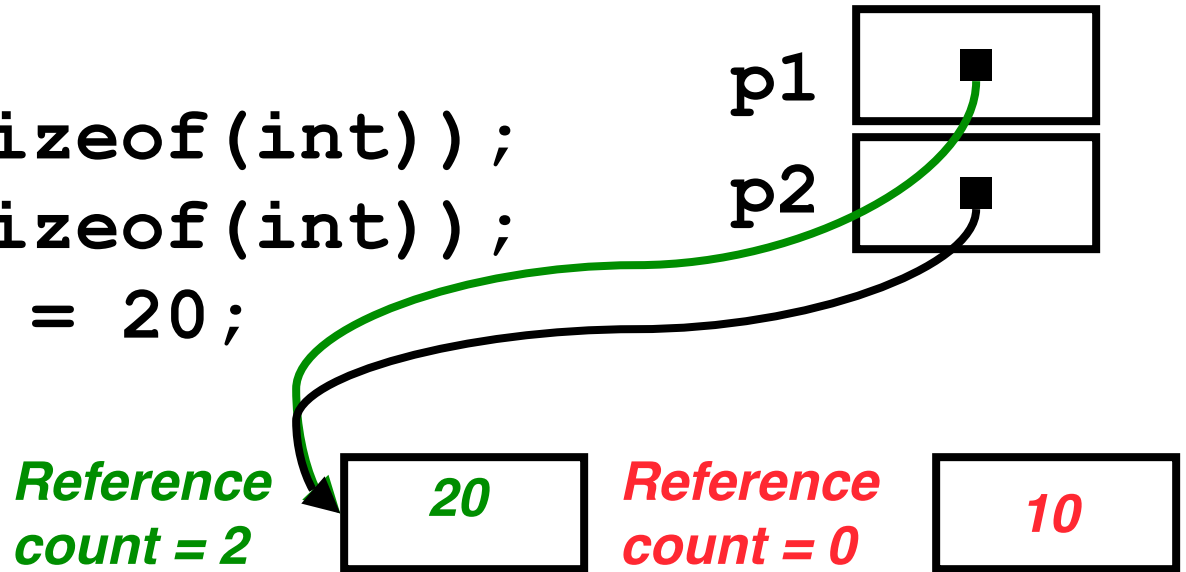 p1
izeof(int));
p2
izeof(int));
= 20;
Reference
count = 2
20
Reference
count = 0
10